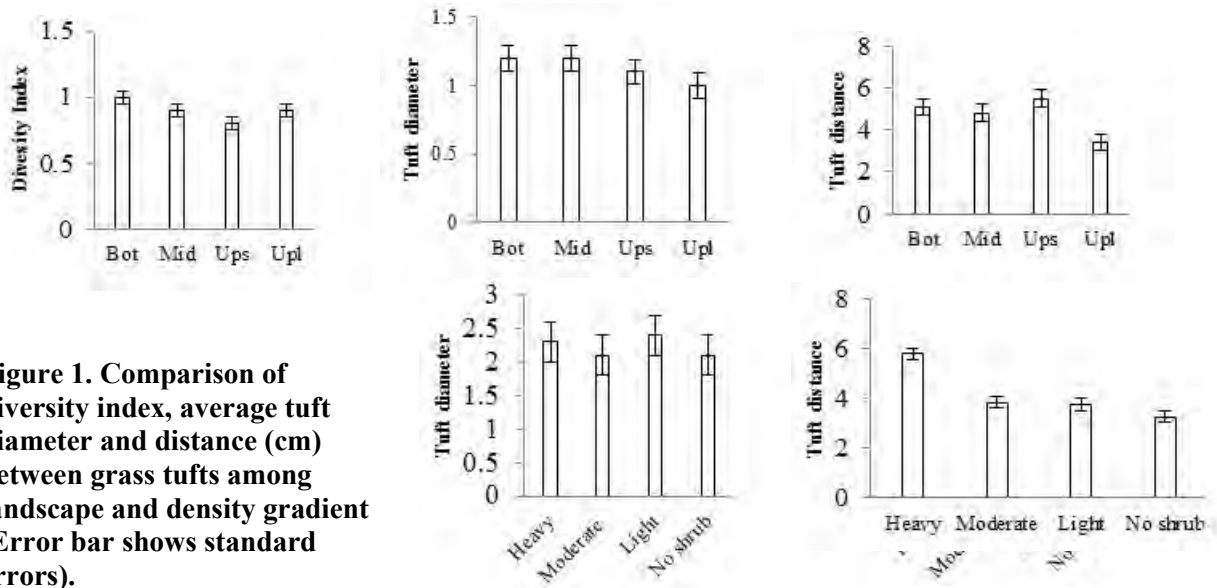 1.5
1
0.5
0
Divesity Index
Bot Mid Ups Upl
1.5
1
0.5
0
Tuft diameter
Bot Mid Ups Upl
8
6
4
2
0
Tuft distance
Bot Mid Ups Upl
igure 1. Comparison of
iversity index, average tuft
iameter and distance (cm)
etween grass tufts among
andscape and density gradient
Error bar shows standard
rrors).
3
2.5
2
1.5
1
0.5
0
Tuft diameter
Heavy Moderate Light No shrub
8
6
4
2
0
Tuft distance
Heavy Moderate Light No shrub